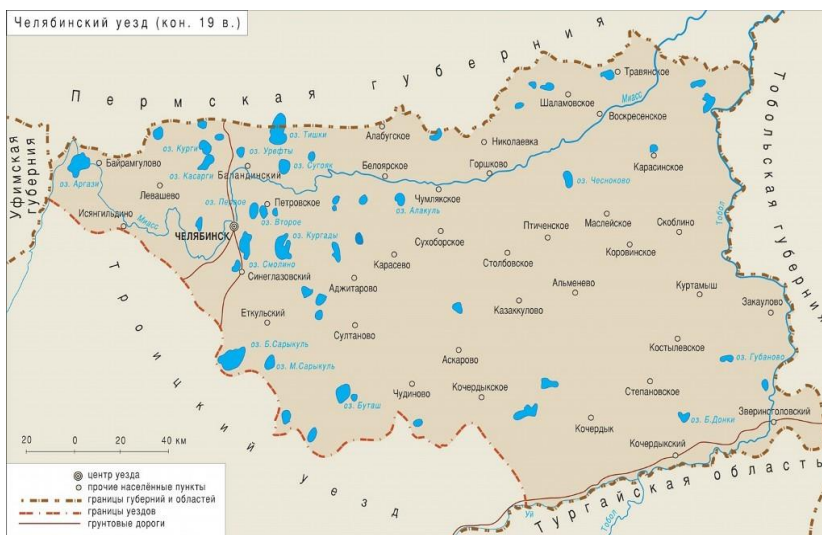 Челябинский уезд (кон. 19 в.)
Пермская губерния
Тобольская губерния
Уфимская губерния
Троицкий уезд
Тургайская область
Травянское
Шаламовское
Миасс
Воскресенское
оз. Тишки
Алабугское
Николаевка
оз. Курги
оз. Урефты
Байрамгулово
оз. Касарги
Баландинский
оз. Сугояк
Белоярское
Горшково
Карасинское
оз. Аргази
Левашево
оз. Чесноково
Чумлякское
оз. Первое
Петровское
оз. Алакуль
Исянгильдино
Миасс
оз. Второе
Тобол
ЧЕЛЯБИНСК
оз. Кургады
Сухоборское
Птиченское
Маслейское
Скоблино
Коровинское
оз. Смолино
Карасево
Столбовское
Синеглазовский
Аджитарово
Альменево
Куртамыш
Казаккулово
Закаулово
Еткульский
Султаново
Костылевское
оз. Б.Сарыкуль
Аскарово
оз. Губаново
оз. М.Сарыкуль
Чудиново
Кочердыкское
Степановское
оз. Буташ
Кочердык
оз. Б.Донки
Звериноголовский
Кочердыкский
Уй
Тобол
20 0 20 40 км
центр уезда
прочие населённые пункты
границы губерний и областей
границы уездов
грунтовые дороги